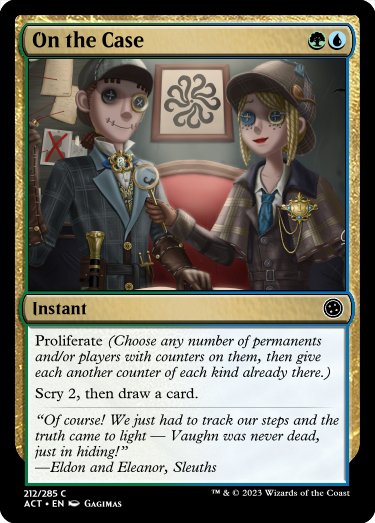 On the Case
Instant
Proliferate (Choose any number of permanents
and/or players with counters on them, then give
each another counter of each kind already there.)
Scry 2, then draw a card.
“Of course! We just had to track our steps and the
truth came to light — Vaughn was never dead,
just in hiding!”
—Eldon and Eleanor, Sleuths
212/285 C
ACT • EN Gagimas
™ & © 2023 Wizards of the Coast